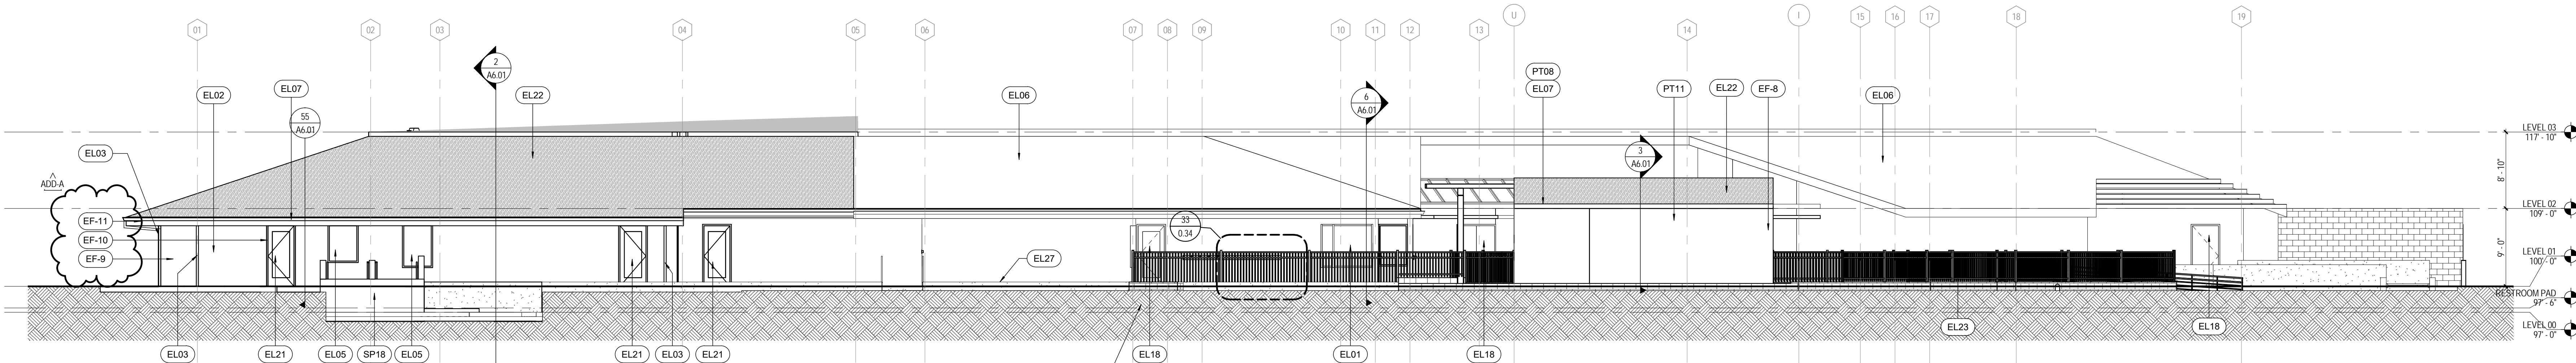 01 02 03 04 05 06 07 08 09 10 11 12 13 U 14 I 15 16 17 18 19
2
A6.01
PT08
EL02 EL07 EL22 EL06 EL07 PT11 EL22 EF-8 EL06
6
A6.01
55
A6.01
LEVEL 03
117' - 10"
EL03
3
A6.01
8' - 10"
ADD-A
LEVEL 02
109' - 0"
EF-11
33
0.34
EF-10
EF-9
EL27
9' - 0"
LEVEL 01
100' - 0"
RESTROOM PAD
97' - 6"
EL23 EL18
LEVEL 00
97' - 0"
EL03 EL21 EL05 SP18 EL05 EL21 EL03 EL21 EL18 EL01 EL18